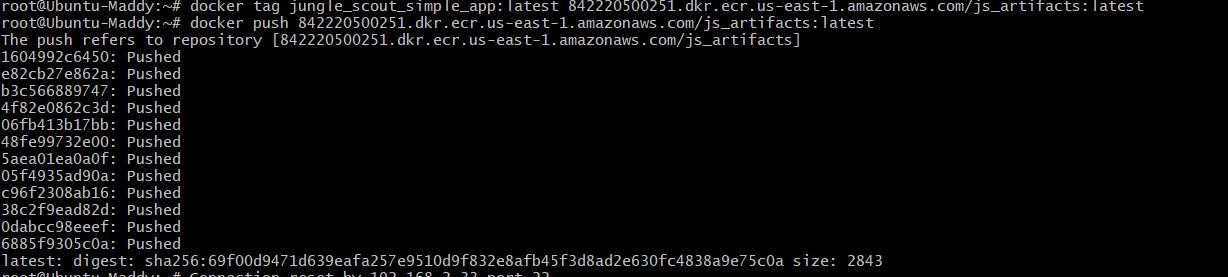 root@Ubuntu-Maddy:~# docker tag jungle_scout_simple_app:latest 842220500251.dkr.ecr.us-east-1.amazonaws.com/js_artifacts:latest
root@Ubuntu-Maddy:~# docker push 842220500251.dkr.ecr.us-east-1.amazonaws.com/js_artifacts:latest
The push refers to repository [842220500251.dkr.ecr.us-east-1.amazonaws.com/js_artifacts]
1604992c6450: Pushed
e82cb27e862a: Pushed
b3c566889747: Pushed
4f82e0862c3d: Pushed
06fb413b17bb: Pushed
48fe99732e00: Pushed
5aea01ea0a0f: Pushed
05f4935ad90a: Pushed
c96f2308ab16: Pushed
38c2f9ead82d: Pushed
0dabcc98eeef: Pushed
6885f9305c0a: Pushed
latest: digest: sha256:69f00d9471d639eafa257e9510d9f832e8afb45f3d8ad2e630fc4838a9e75c0a size: 2843
root@Ubuntu-Maddy:~# Connection reset by 192.168.2.33 port 22